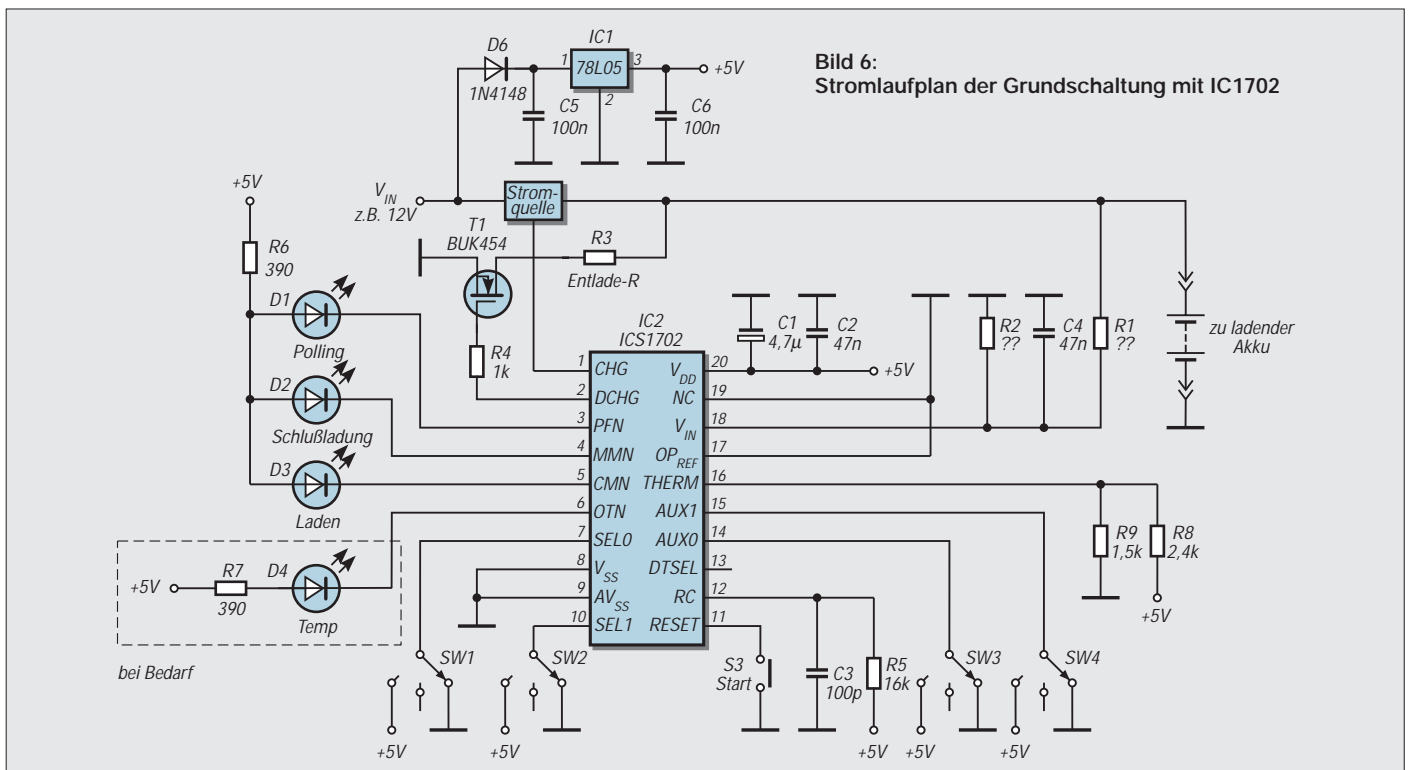 Bild 6:
Stromlaufplan der Grundschaltung mit IC1702
D6
1N4148
IC1
1 78L05 3
2
+5V
C5
100n
C6
100n
+5V
V_IN
z.B. 12V
Strom-
quelle
T1
BUK454
R3
Entlade-R
R6
390
D1
Polling
D2
Schlußladung
D3
Laden
R4
1k
C1
4,7µ
C2
47n
+5V
R2
??
C4
47n
R1
??
zu ladender
Akku
IC2
ICS1702
1 CHG
2 DCHG
3 PFN
4 MMN
5 CMN
6 OTN
7 SEL0
8 V_SS
9 AV_SS
10 SEL1
V_DD 20
NC 19
V_IN 18
OP_REF 17
THERM 16
AUX1 15
AUX0 14
DTSEL 13
RC 12
RESET 11
+5V
R7
390
D4
Temp
bei Bedarf
R9
1,5k
R8
2,4k
+5V
SW1
+5V
SW2
+5V
S3
Start
C3
100p
R5
16k
+5V
SW3
+5V
SW4
+5V